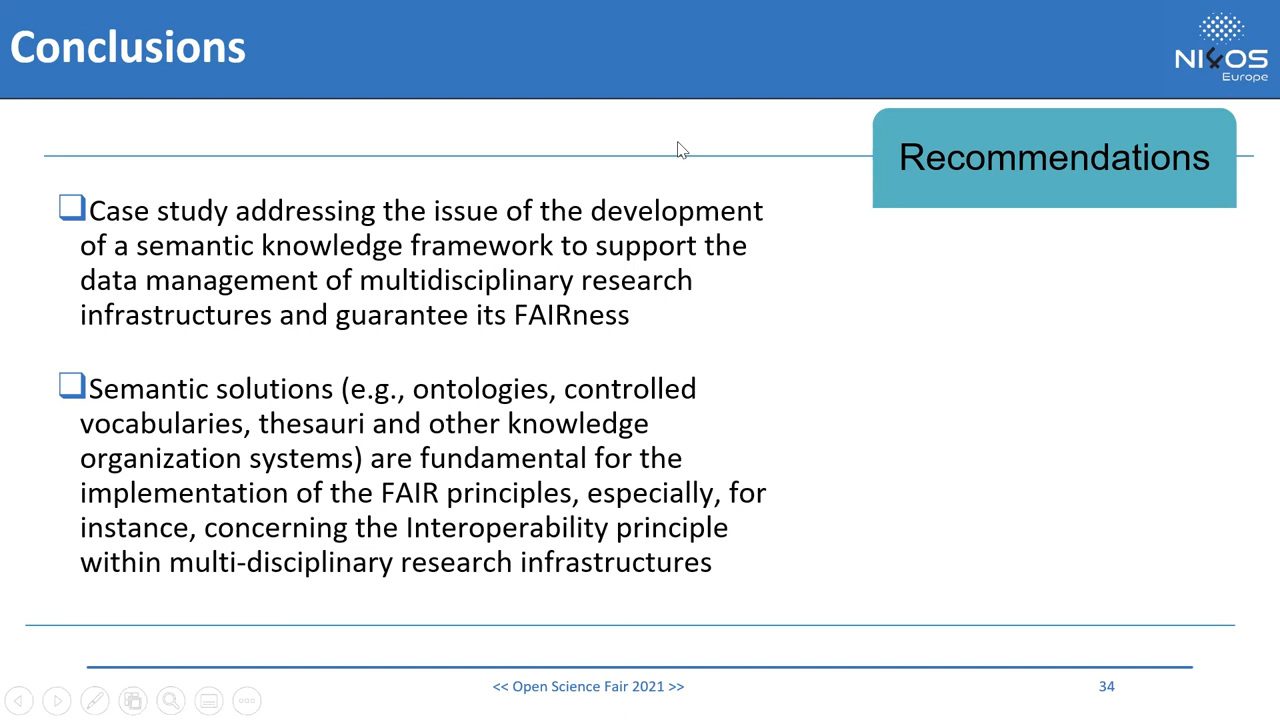 Conclusions
NI4OS
Europe
Recommendations
Case study addressing the issue of the development
of a semantic knowledge framework to support the
data management of multidisciplinary research
infrastructures and guarantee its FAIRness
Semantic solutions (e.g., ontologies, controlled
vocabularies, thesauri and other knowledge
organization systems) are fundamental for the
implementation of the FAIR principles, especially, for
instance, concerning the Interoperability principle
within multi-disciplinary research infrastructures
<< Open Science Fair 2021 >>
34